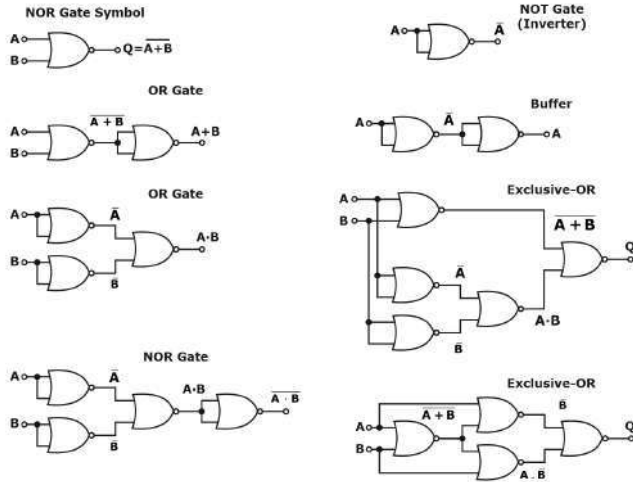 NOR Gate Symbol
A
B
Q=A̅+̅B̅
OR Gate
A
B
A̅ ̅+̅ ̅B̅
A+B
OR Gate
A
B
Ā
B̄
A·B
NOR Gate
A
B
Ā
B̄
A·B
A̅ ̅·̅ ̅B̅
NOT Gate
(Inverter)
A
Ā
Buffer
A
Ā
A
Exclusive-OR
A
B
A̅ ̅+̅ ̅B̅
Ā
B̄
A·B
Q
Exclusive-OR
A
B
A̅+̅B̅
B̄
A . B̄
Q